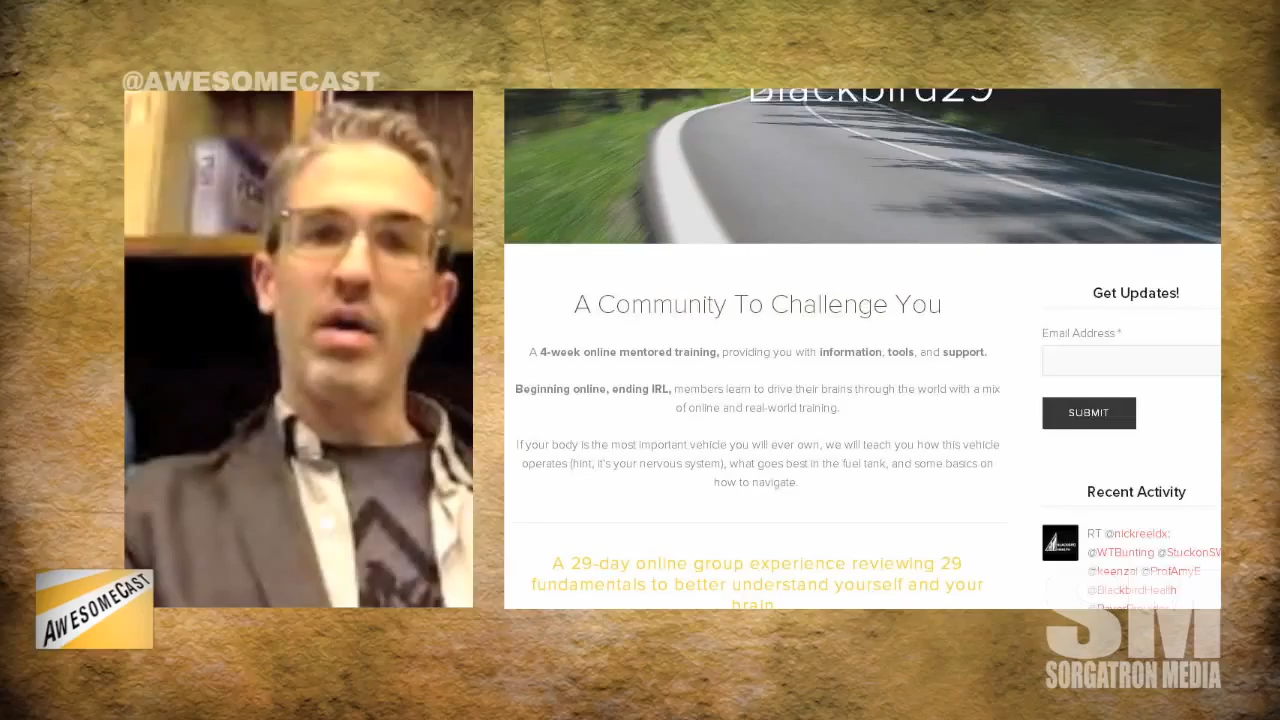 @AWESOMECAST
Blackbird29
A Community To Challenge You
A 4-week online mentored training, providing you with information, tools, and support.
Beginning online, ending IRL, members learn to drive their brains through the world with a mix
of online and real-world training.
If your body is the most important vehicle you will ever own, we will teach you how this vehicle
operates (hint, it's your nervous system), what goes best in the fuel tank, and some basics on
how to navigate.
A 29-day online group experience reviewing 29
fundamentals to better understand yourself and your
brain
Get Updates!
Email Address *
SUBMIT
Recent Activity
RT @nickreeldx:
@WTBunting @StuckonSW
@keenzai @ProfAmyE
@BlackbirdHealth
AWESOMECAST
SM
SORGATRON MEDIA